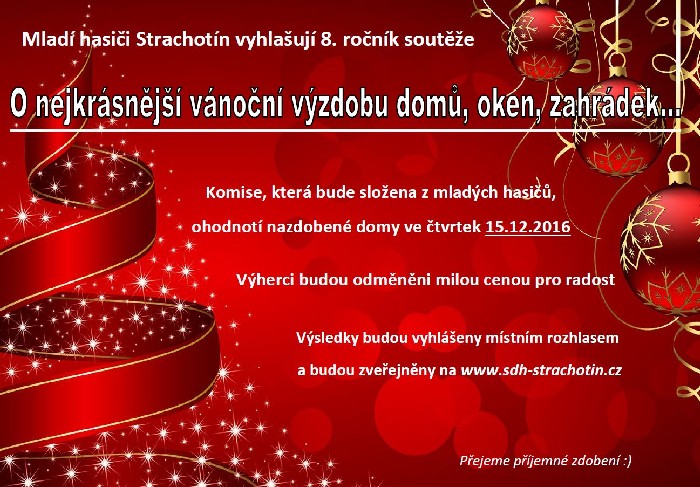 Mladí hasiči Strachotín vyhlašují 8. ročník soutěže
O nejkrásnější vánoční výzdobu domů, oken, zahrádek...
Komise, která bude složena z mladých hasičů,
ohodnotí nazdobené domy ve čtvrtek 15.12.2016
Výherci budou odměněni milou cenou pro radost
Výsledky budou vyhlášeny místním rozhlasem
a budou zveřejněny na www.sdh-strachotin.cz
Přejeme příjemné zdobení :)